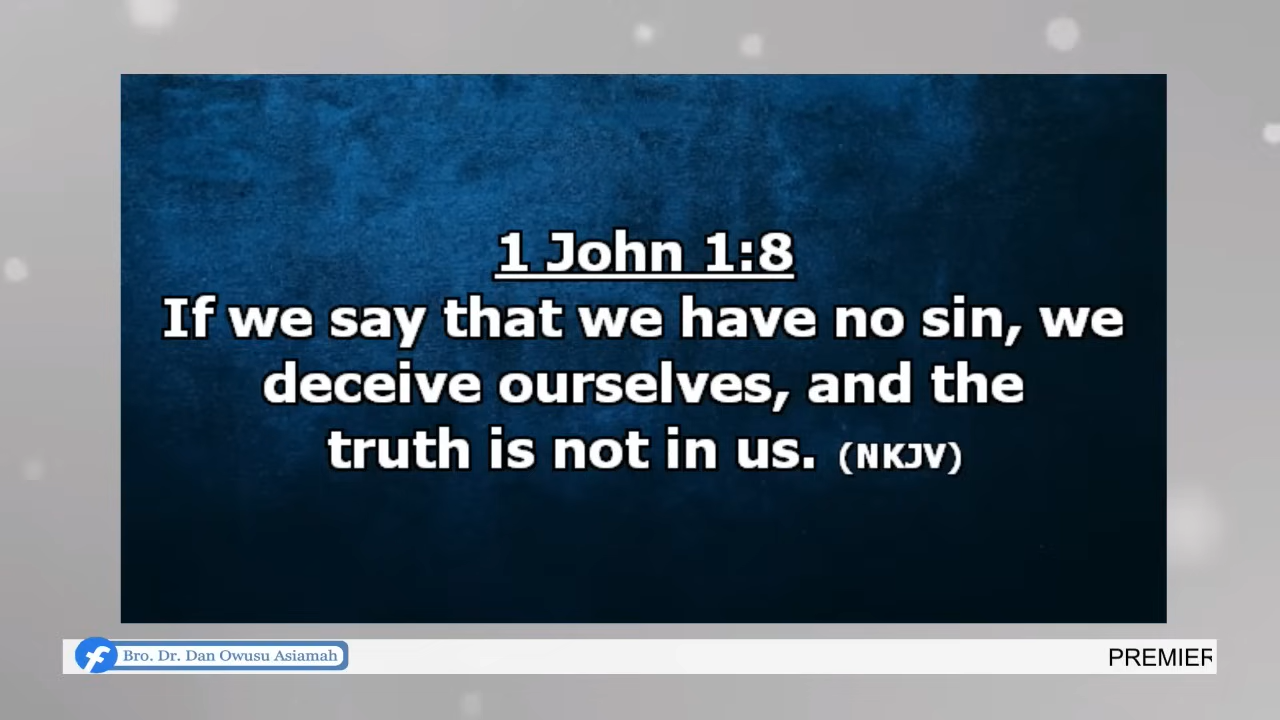 1 John 1:8
If we say that we have no sin, we
deceive ourselves, and the
truth is not in us. (NKJV)
Bro. Dr. Dan Owusu Asiamah
PREMIER